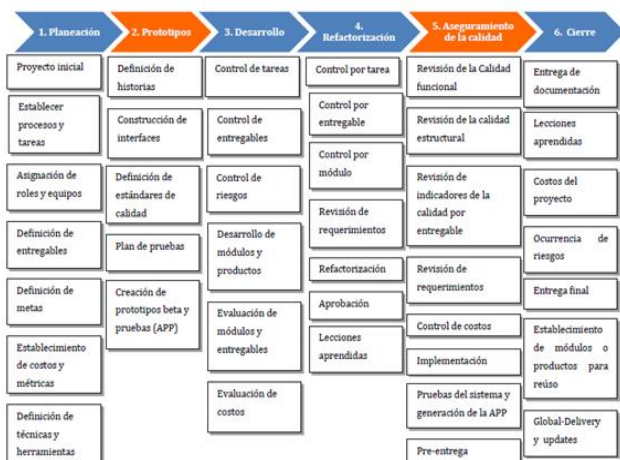 1. Planeación
2. Prototipos
3. Desarrollo
4.
Refactorización
5. Aseguramiento
de la calidad
6. Cierre
Proyecto inicial
Establecer
procesos y
tareas
Asignación de
roles y equipos
Definición de
entregables
Definición de
metas
Establecimiento
de costos y
métricas
Definición de
técnicas y
herramientas
Definición de
historias
Construcción de
interfaces
Definición de
estándares de
calidad
Plan de pruebas
Creación de
prototipos beta y
pruebas (APP)
Control de tareas
Control de
entregables
Control de
riesgos
Desarrollo de
módulos y
productos
Evaluación de
módulos y
entregables
Evaluación de
costos
Control por tarea
Control por
entregable
Control por
módulo
Revisión de
requerimientos
Refactorización
Aprobación
Lecciones
aprendidas
Revisión de la Calidad
funcional
Revisión de la calidad
estructural
Revisión de
indicadores de la
calidad por
entregable
Revisión de
requerimientos
Control de costos
Implementación
Pruebas del sistema y
generación de la APP
Pre-entrega
Entrega de
documentación
Lecciones
aprendidas
Costos del
proyecto
Ocurrencia de
riesgos
Entrega final
Establecimiento
de módulos o
productos para
reúso
Global-Delivery
y updates